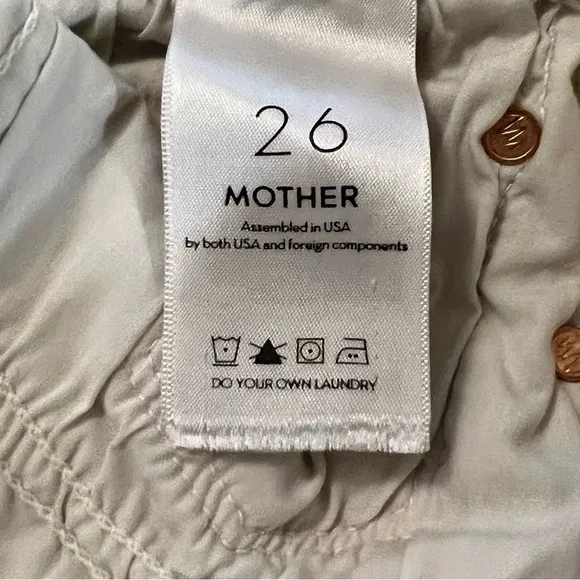 26
MOTHER
Assembled in USA
by both USA and foreign components
DO YOUR OWN LAUNDRY